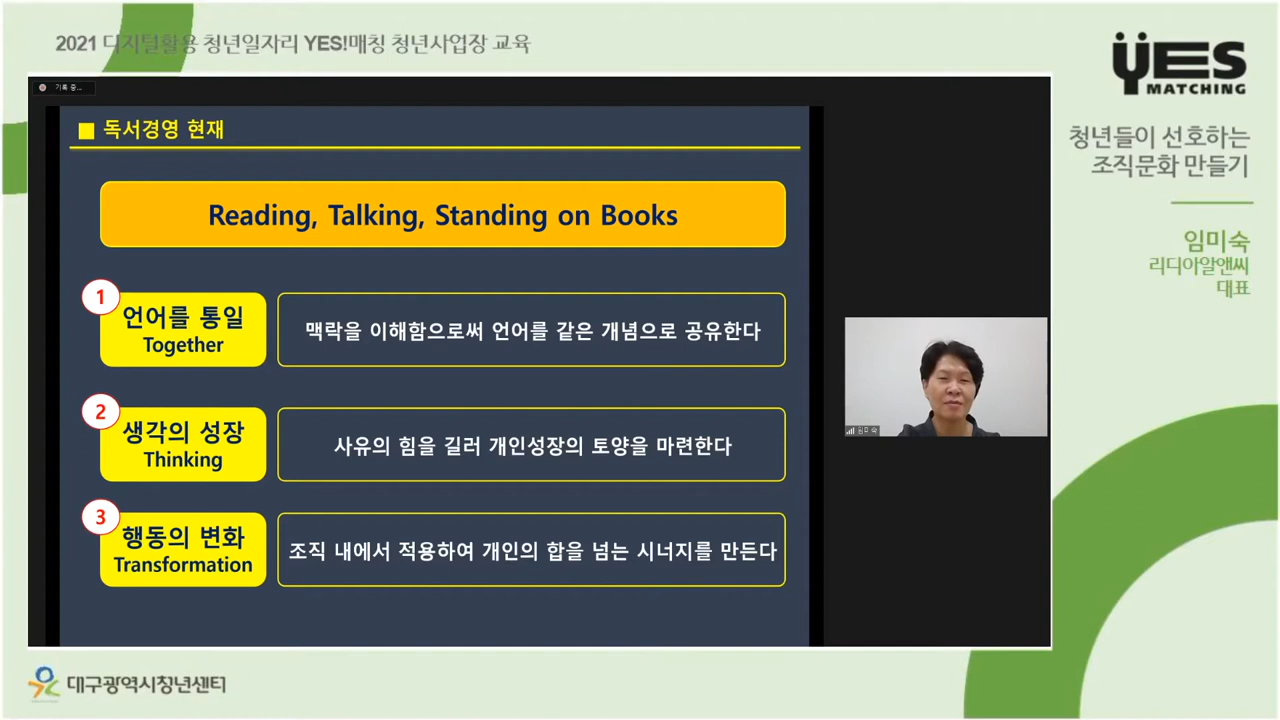 2021 디지털활용 청년일자리 YES!매칭 청년사업장 교육
YES
MATCHING
청년들이 선호하는
조직문화 만들기
임미숙
리디아알앤씨
대표
기록 중...
■ 독서경영 현재
Reading, Talking, Standing on Books
1
언어를 통일
Together
맥락을 이해함으로써 언어를 같은 개념으로 공유한다
2
생각의 성장
Thinking
사유의 힘을 길러 개인성장의 토양을 마련한다
3
행동의 변화
Transformation
조직 내에서 적용하여 개인의 합을 넘는 시너지를 만든다
임미숙
대구광역시청년센터